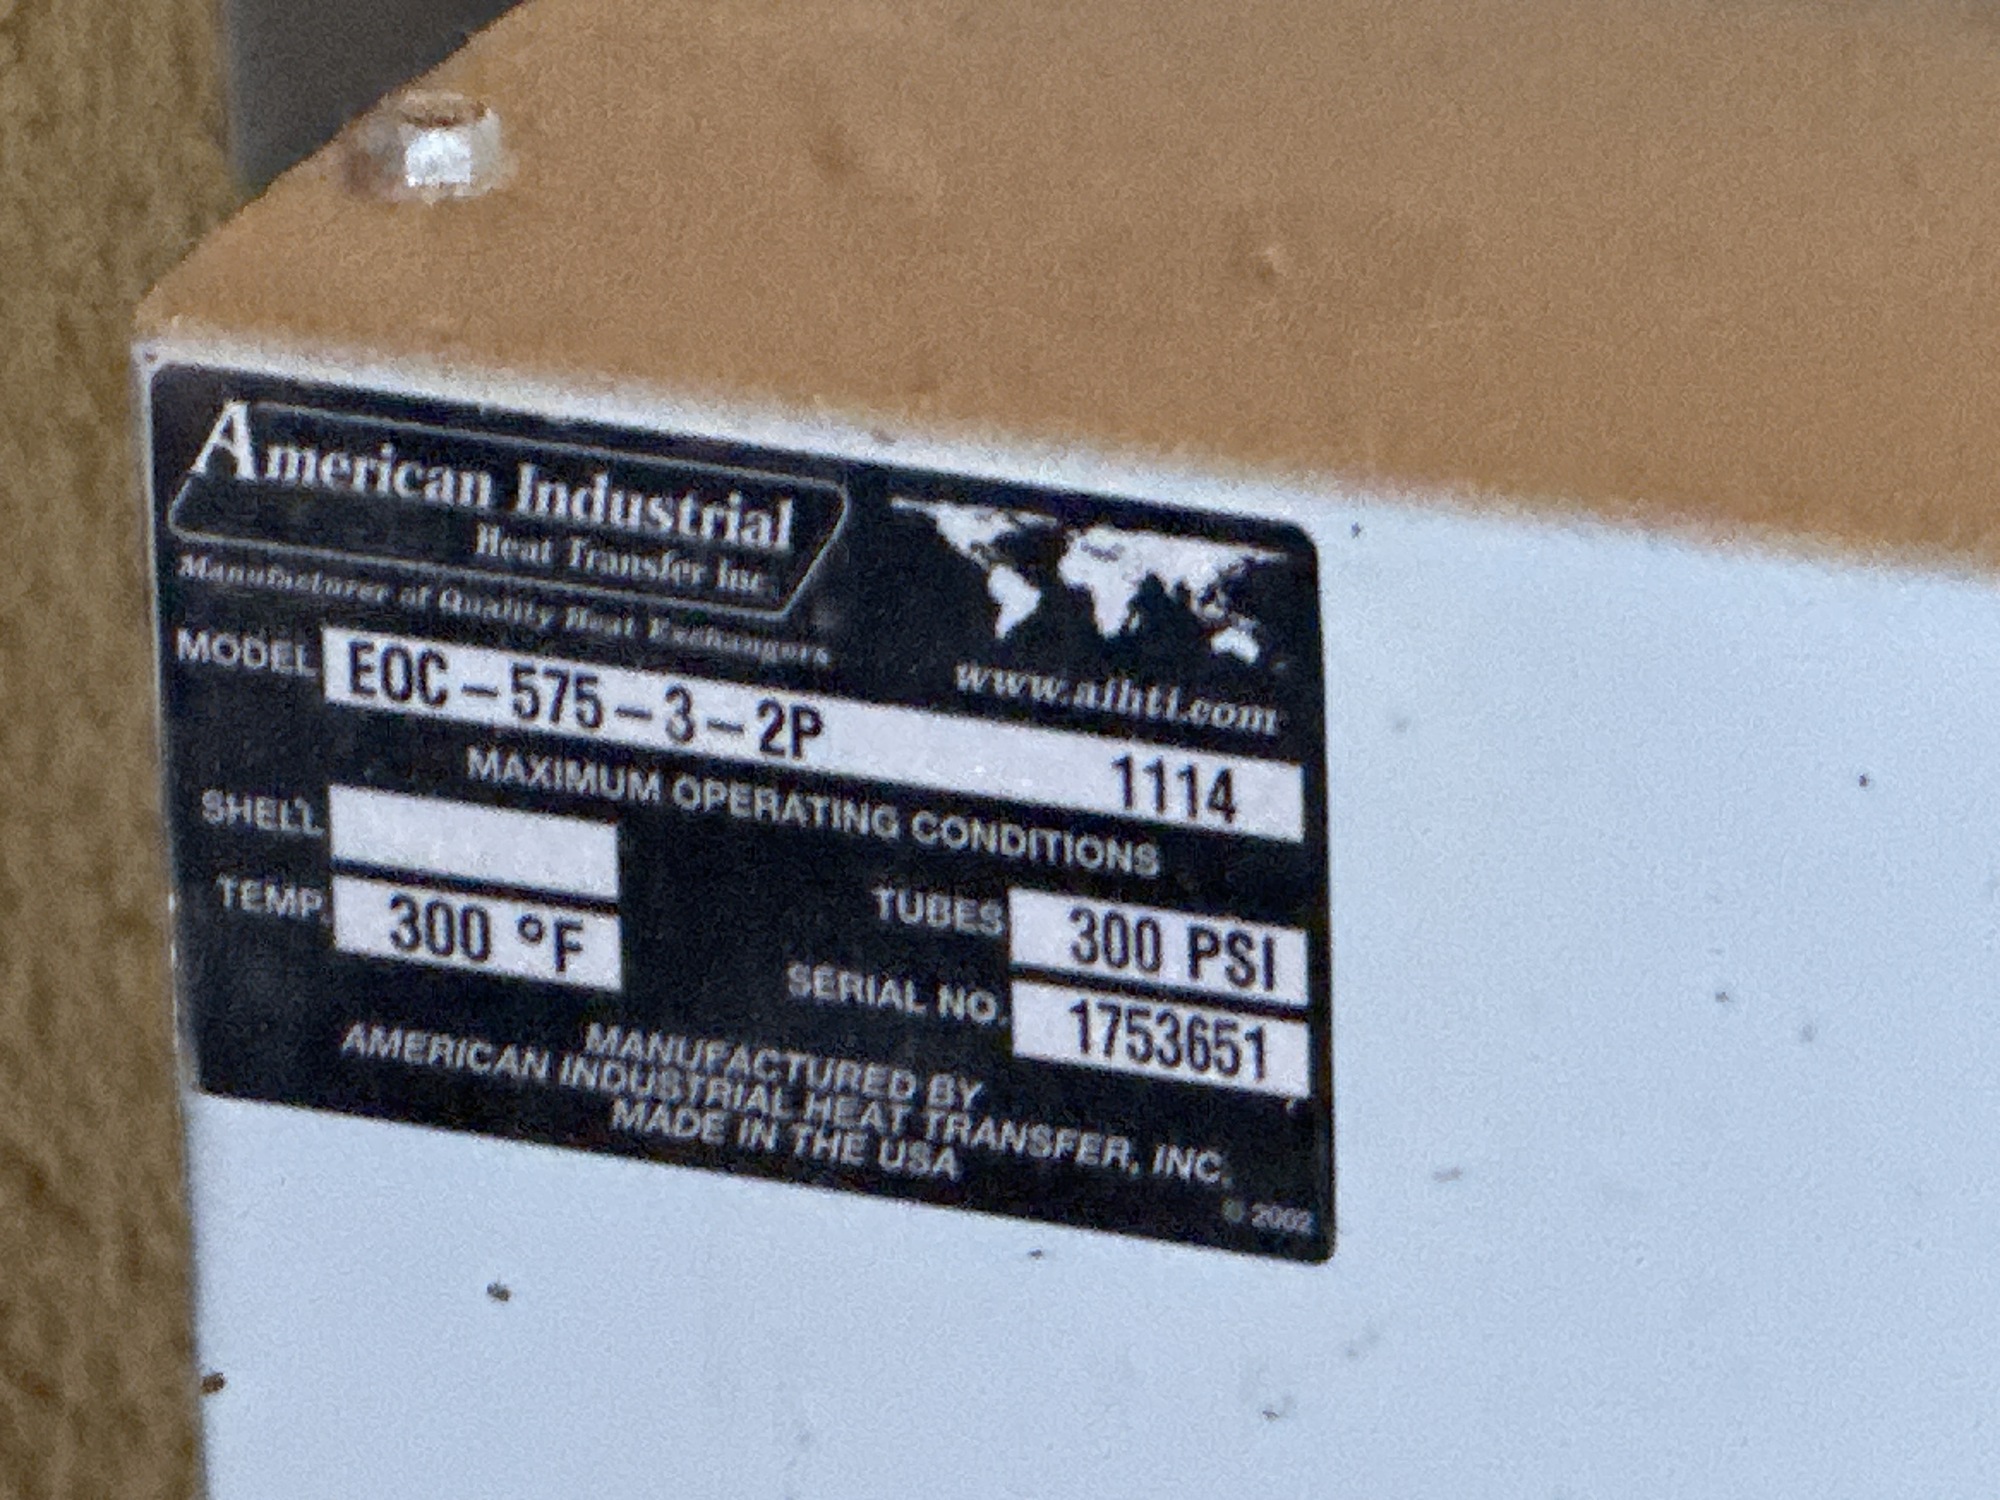 American Industrial
Heat Transfer Inc.
Manufacturer of Quality Heat Exchangers
www.aihti.com
MODEL EOC-575-3-2P 1114
MAXIMUM OPERATING CONDITIONS
SHELL
TUBES 300 PSI
TEMP. 300 °F
SERIAL NO. 1753651
MANUFACTURED BY
AMERICAN INDUSTRIAL HEAT TRANSFER, INC.
MADE IN THE USA
© 2002